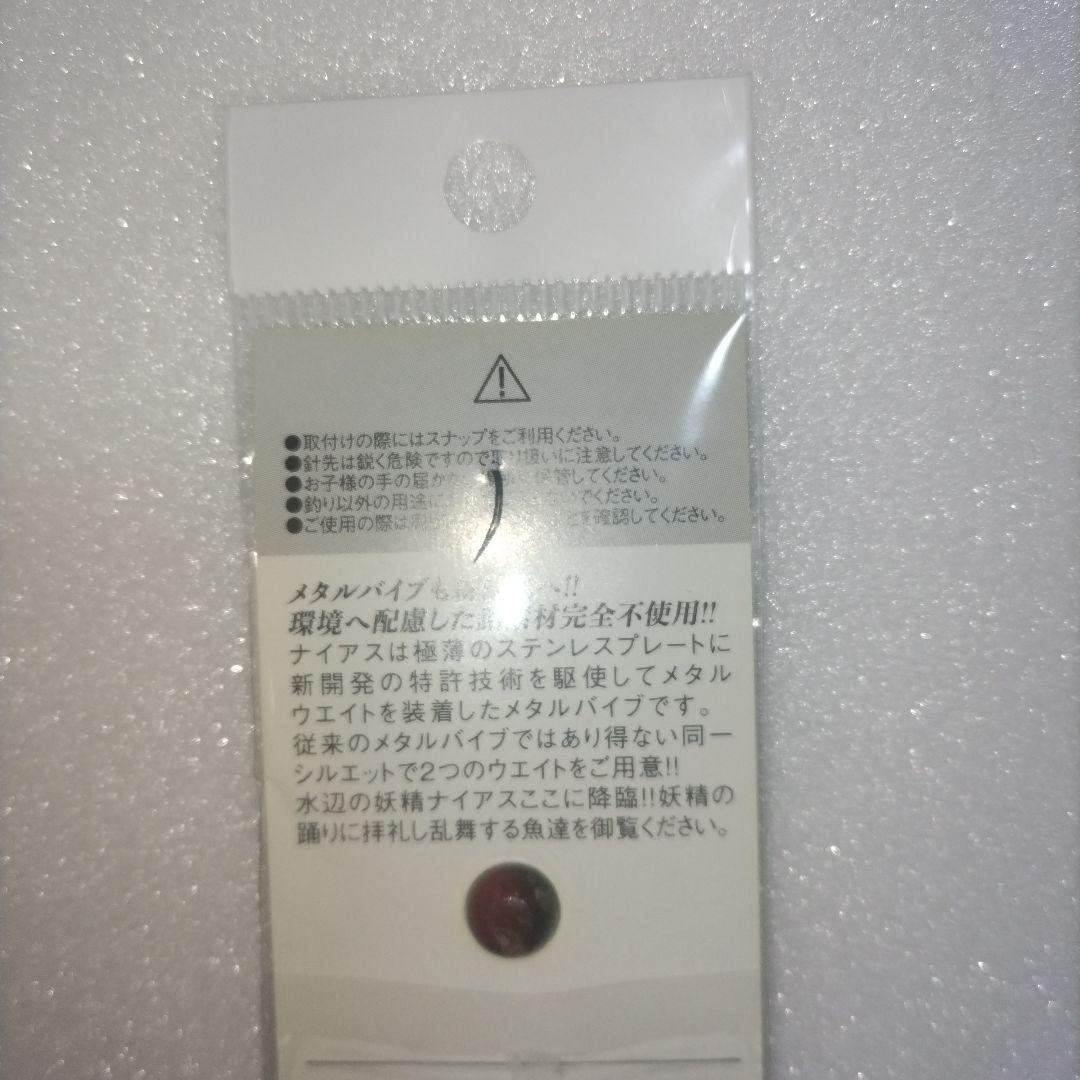 ●取付けの際にはスナップをご利用ください。
●針先は鋭く危険ですので取り扱いに注意してください。
●お子様の手の届か 保管してください。
●釣り以外の用途に ないでください。
●ご使用の際は周 を確認してください。
メタルバイブも へ!!
環境へ配慮した 材完全不使用!!
ナイアスは極薄のステンレスプレートに
新開発の特許技術を駆使してメタル
ウエイトを装着したメタルバイブです。
従来のメタルバイブではあり得ない同一
シルエットで2つのウエイトをご用意!!
水辺の妖精ナイアスここに降臨!!妖精の
踊りに拝礼し乱舞する魚達を御覧ください。